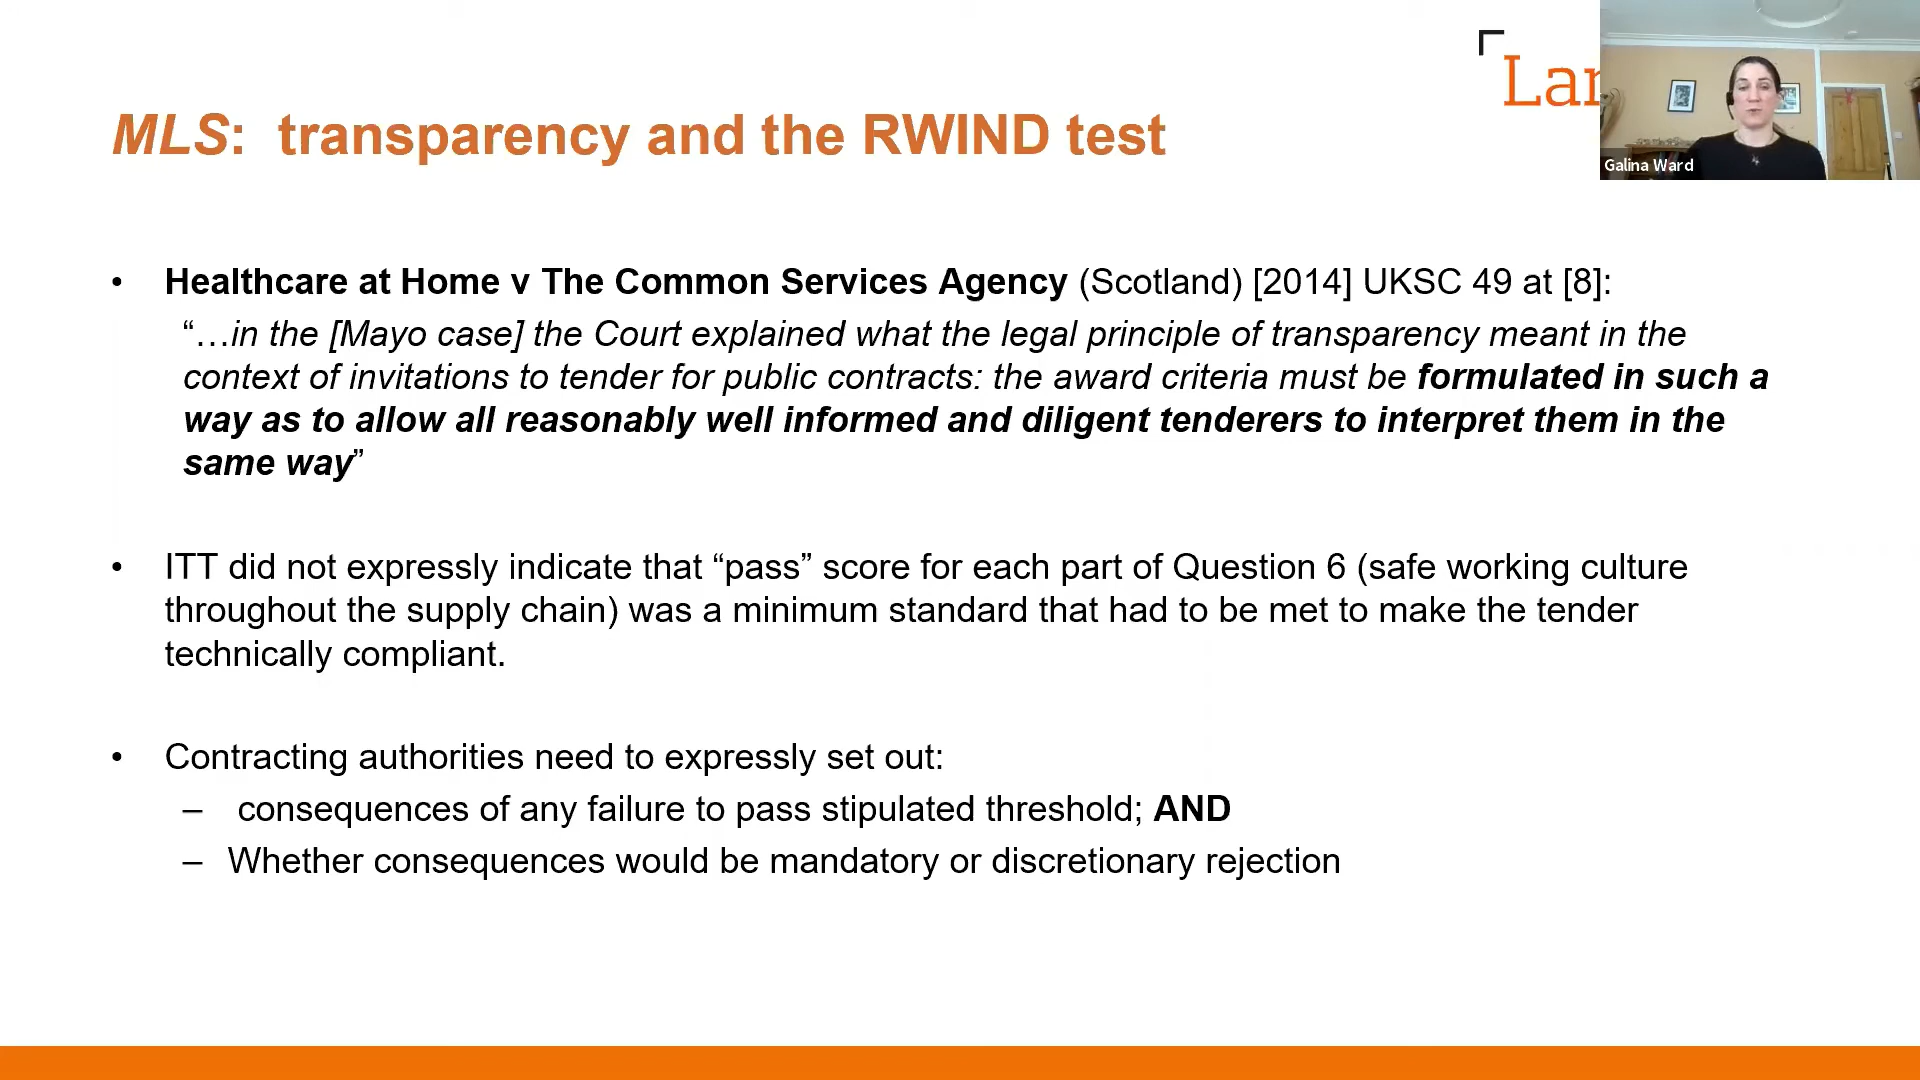 Lan
Galina Ward
MLS:  transparency and the RWIND test
• Healthcare at Home v The Common Services Agency (Scotland) [2014] UKSC 49 at [8]:
“…in the [Mayo case] the Court explained what the legal principle of transparency meant in the
context of invitations to tender for public contracts: the award criteria must be formulated in such a
way as to allow all reasonably well informed and diligent tenderers to interpret them in the
same way”
• ITT did not expressly indicate that “pass” score for each part of Question 6 (safe working culture
throughout the supply chain) was a minimum standard that had to be met to make the tender
technically compliant.
• Contracting authorities need to expressly set out:
– consequences of any failure to pass stipulated threshold; AND
– Whether consequences would be mandatory or discretionary rejection